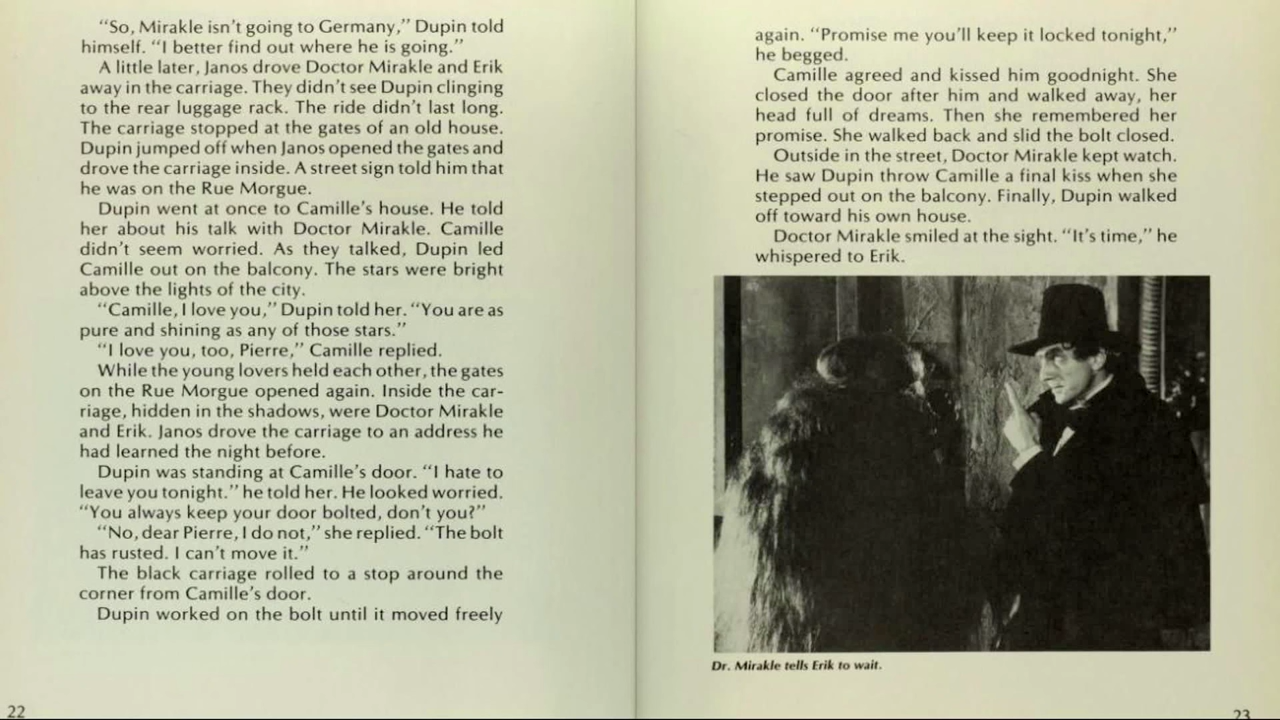 “So, Mirakle isn’t going to Germany,” Dupin told
himself. “I better find out where he is going.”
A little later, Janos drove Doctor Mirakle and Erik
away in the carriage. They didn’t see Dupin clinging
to the rear luggage rack. The ride didn’t last long.
The carriage stopped at the gates of an old house.
Dupin jumped off when Janos opened the gates and
drove the carriage inside. A street sign told him that
he was on the Rue Morgue.
Dupin went at once to Camille’s house. He told
her about his talk with Doctor Mirakle. Camille
didn’t seem worried. As they talked, Dupin led
Camille out on the balcony. The stars were bright
above the lights of the city.
“Camille, I love you,” Dupin told her. “You are as
pure and shining as any of those stars.”
“I love you, too, Pierre,” Camille replied.
While the young lovers held each other, the gates
on the Rue Morgue opened again. Inside the car-
riage, hidden in the shadows, were Doctor Mirakle
and Erik. Janos drove the carriage to an address he
had learned the night before.
Dupin was standing at Camille’s door. “I hate to
leave you tonight.” he told her. He looked worried.
“You always keep your door bolted, don’t you?”
“No, dear Pierre, I do not,” she replied. “The bolt
has rusted. I can’t move it.”
The black carriage rolled to a stop around the
corner from Camille’s door.
Dupin worked on the bolt until it moved freely
22
again. “Promise me you’ll keep it locked tonight,”
he begged.
Camille agreed and kissed him goodnight. She
closed the door after him and walked away, her
head full of dreams. Then she remembered her
promise. She walked back and slid the bolt closed.
Outside in the street, Doctor Mirakle kept watch.
He saw Dupin throw Camille a final kiss when she
stepped out on the balcony. Finally, Dupin walked
off toward his own house.
Doctor Mirakle smiled at the sight. “It’s time,” he
whispered to Erik.
Dr. Mirakle tells Erik to wait.
23